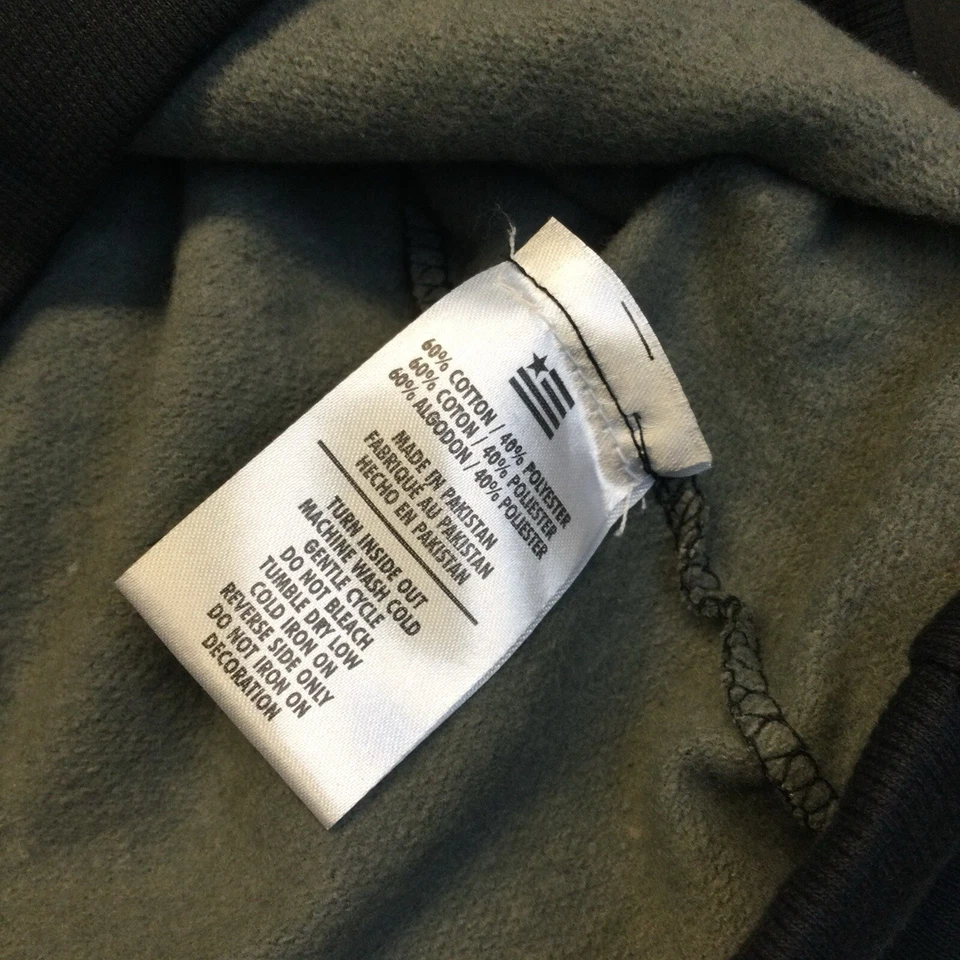 60% COTTON / 40% POLYESTER
60% COTON / 40% POLIESTER
60% ALGODON / 40% POLIESTER
MADE IN PAKISTAN
FABRIQUÉ AU PAKISTAN
HECHO EN PAKISTAN
TURN INSIDE OUT
MACHINE WASH COLD
GENTLE CYCLE
DO NOT BLEACH
TUMBLE DRY LOW
COLD IRON ON
REVERSE SIDE ONLY
DO NOT IRON ON
DECORATION